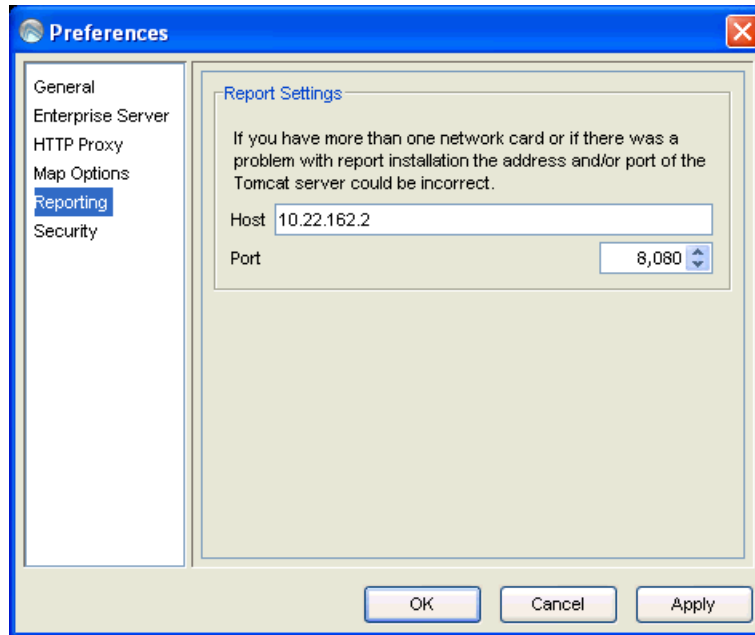 Preferences
General
Enterprise Server
HTTP Proxy
Map Options
Reporting
Security
Report Settings
If you have more than one network card or if there was a
problem with report installation the address and/or port of the
Tomcat server could be incorrect.
Host 10.22.162.2
Port 8,080
OK Cancel Apply